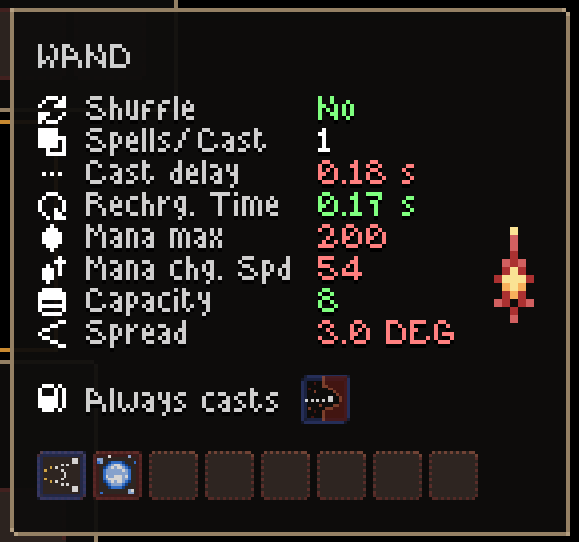 WAND
Shuffle No
Spells/Cast 1
Cast delay 0.18 s
Rechrg. Time 0.17 s
Mana max 200
Mana chg. Spd 54
Capacity 8
Spread 3.0 DEG
Always casts